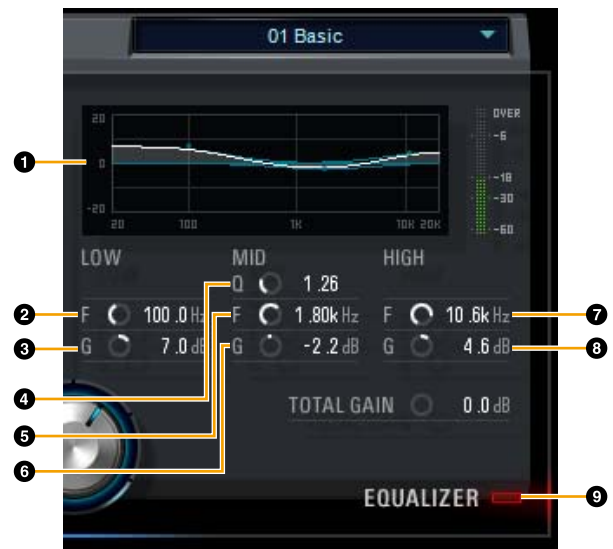 01 Basic
OVER
20
-6
1
0
-18
-30
-20
20 100 1K 10K 20K
-60
LOW MID HIGH
4 Q 1.26
2 F 100.0 Hz 5 F 1.80k Hz F 10.6k Hz 7
3 G 7.0 dB 6 G -2.2 dB G 4.6 dB 8
TOTAL GAIN 0.0 dB
EQUALIZER 9